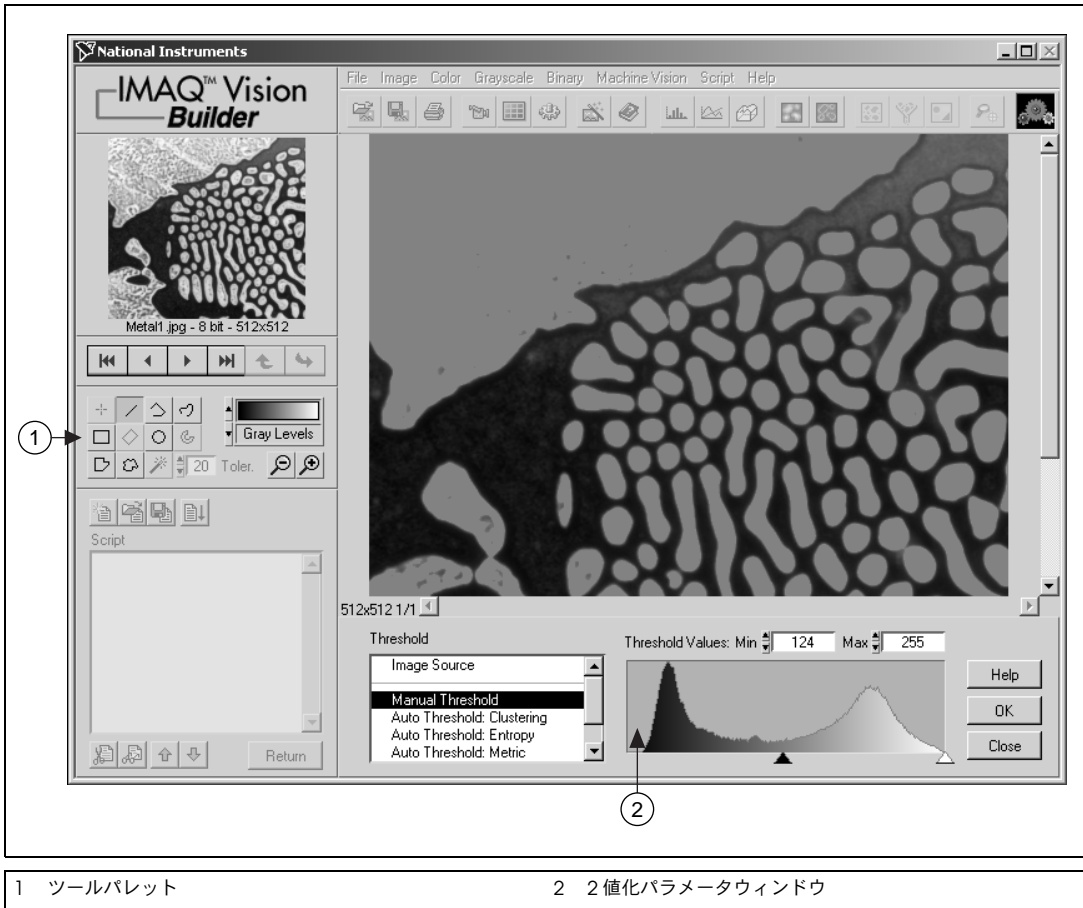 National Instruments
IMAQ™ Vision
Builder
File Image Color Grayscale Binary Machine Vision Script Help
Metal1.jpg - 8 bit - 512x512
1
Gray Levels
20 Toler.
Script
Return
512x512 1/1
Threshold
Image Source
Manual Threshold
Auto Threshold: Clustering
Auto Threshold: Entropy
Auto Threshold: Metric
Threshold Values: Min 124 Max 255
Help
OK
Close
2
1 ツールパレット
2 2値化パラメータウィンドウ